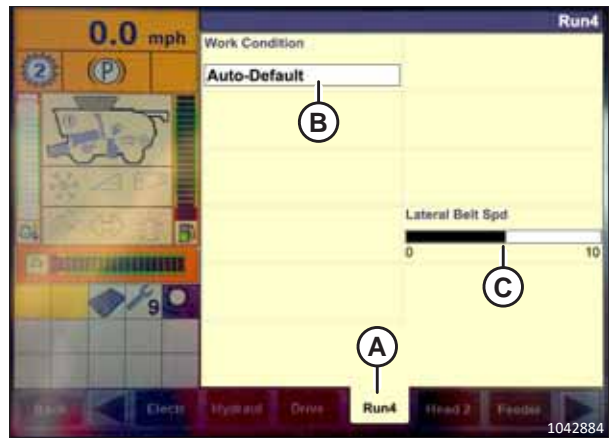 Run4
0.0 mph
Work Condition
2
(P)
Auto-Default
B
Lateral Belt Spd
0 10
C
9
A
Back Electr Hydraul Drive Run4 Head 2 Feeder
1042884